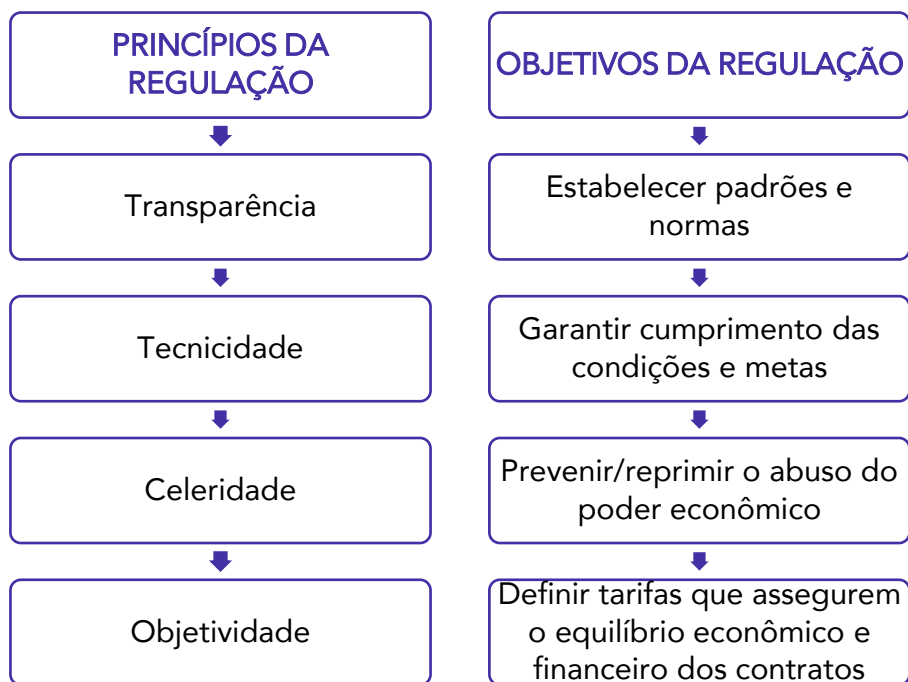 PRINCÍPIOS DA
REGULAÇÃO
Transparência
Tecnicidade
Celeridade
Objetividade
OBJETIVOS DA REGULAÇÃO
Estabelecer padrões e
normas
Garantir cumprimento das
condições e metas
Prevenir/reprimir o abuso do
poder econômico
Definir tarifas que assegurem
o equilíbrio econômico e
financeiro dos contratos